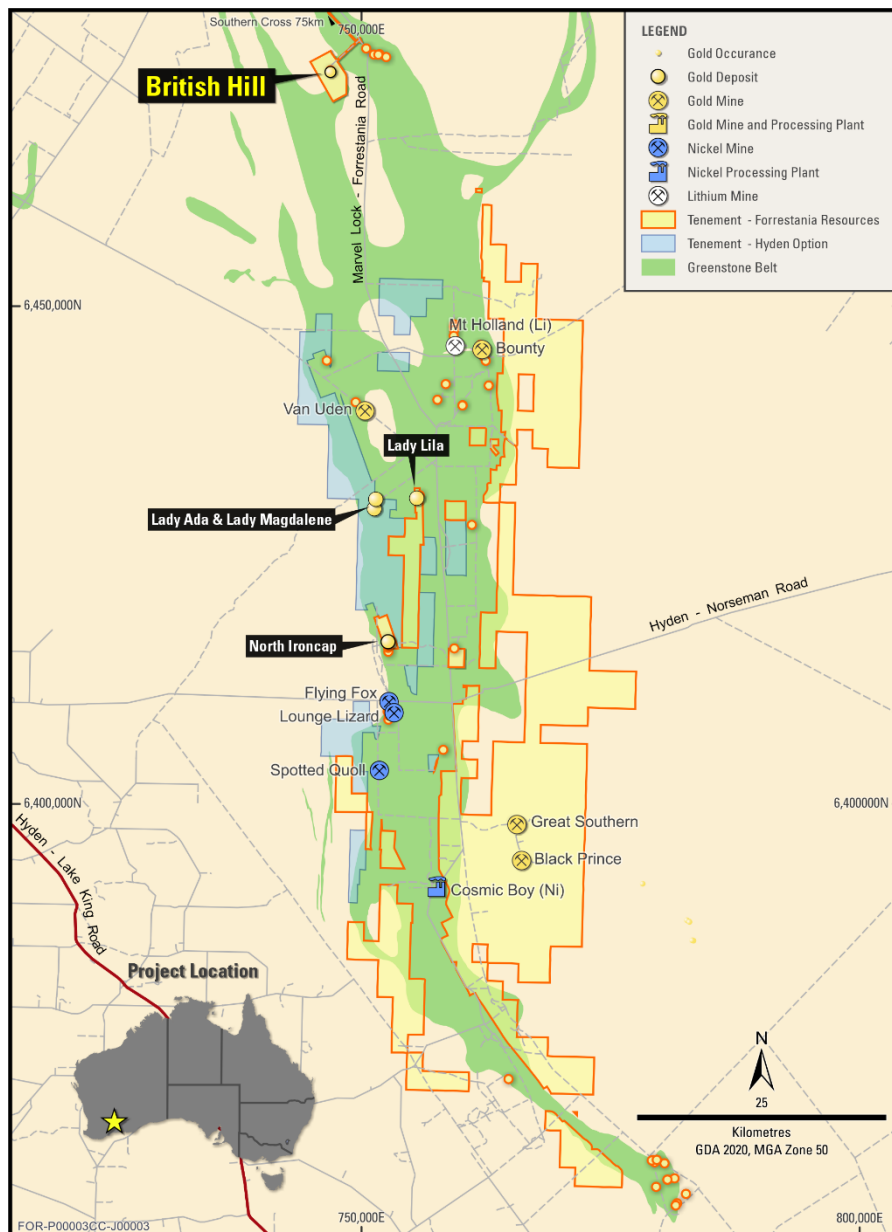 Southern Cross 75km
750,000E
British Hill
Marvel Lock - Forrestania Road
LEGEND
Gold Occurance
Gold Deposit
Gold Mine
Gold Mine and Processing Plant
Nickel Mine
Nickel Processing Plant
Lithium Mine
Tenement - Forrestania Resources
Tenement - Hyden Option
Greenstone Belt
6,450,000N
Mt Holland (Li)
Bounty
Van Uden
Lady Lila
Lady Ada & Lady Magdalene
Hyden - Norseman Road
North Ironcap
Flying Fox
Lounge Lizard
Spotted Quoll
6,400,000N
6,400000N
Great Southern
Black Prince
Cosmic Boy (Ni)
Hyden - Lake King Road
Project Location
N
25
Kilometres
GDA 2020, MGA Zone 50
FOR-P00003CC-J00003
750,000E
800,000E